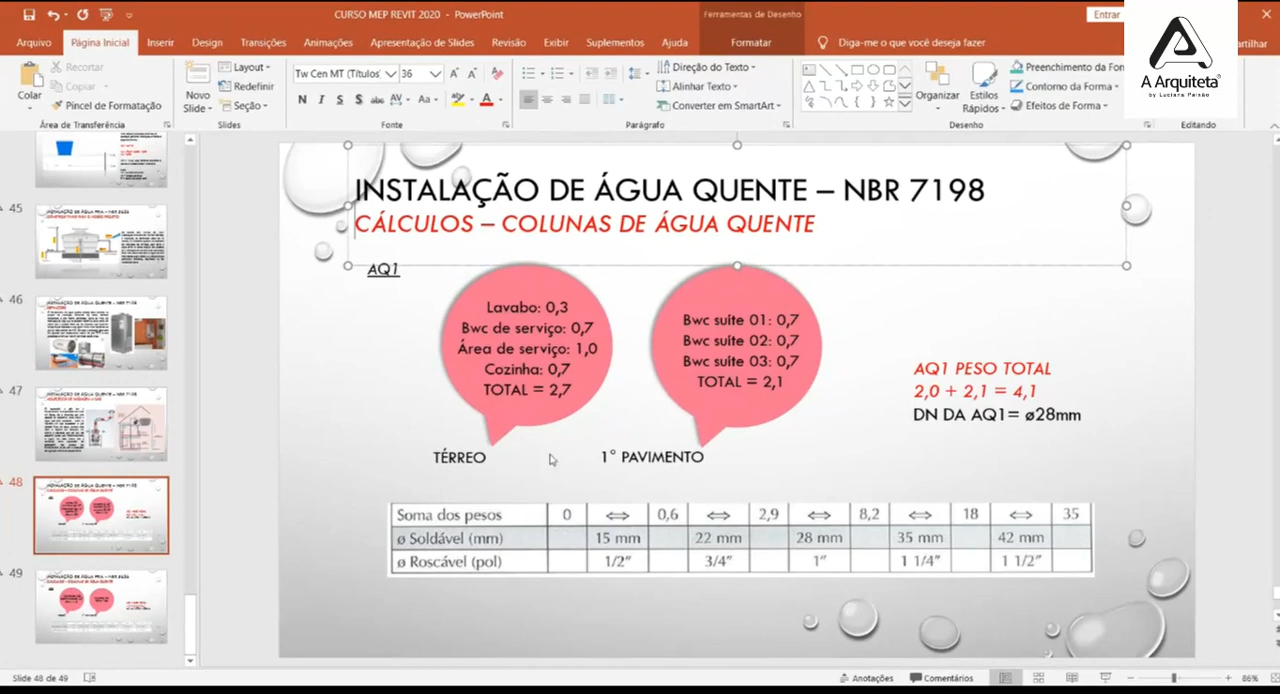 CURSO MEP REVIT 2020 - PowerPoint
Ferramentas de Desenho
Entrar
Arquivo
Página Inicial
Inserir
Design
Transições
Animações
Apresentação de Slides
Revisão
Exibir
Suplementos
Ajuda
Formatar
Diga-me o que você deseja fazer
A Arquiteta
by Luciana Paixão
Colar
Recortar
Copiar
Pincel de Formatação
Área de Transferência
Novo
Slide
Layout
Redefinir
Seção
Slides
Tw Cen MT (Títulos)
36
N I S S abc AV Aa
Fonte
Direção do Texto
Alinhar Texto
Converter em SmartArt
Parágrafo
Organizar
Estilos
Rápidos
Preenchimento da For
Contorno da Forma
Efeitos de Forma
Desenho
Editando
45
46
47
48
49
INSTALAÇÃO DE ÁGUA QUENTE – NBR 7198
CÁLCULOS – COLUNAS DE ÁGUA QUENTE
AQ1
Lavabo: 0,3
Bwc de serviço: 0,7
Área de serviço: 1,0
Cozinha: 0,7
TOTAL = 2,7
Bwc suíte 01: 0,7
Bwc suíte 02: 0,7
Bwc suíte 03: 0,7
TOTAL = 2,1
AQ1 PESO TOTAL
2,0 + 2,1 = 4,1
DN DA AQ1= ø28mm
TÉRREO
1° PAVIMENTO
Soma dos pesos 0 ⇔ 0,6 ⇔ 2,9 ⇔ 8,2 ⇔ 18 ⇔ 35
ø Soldável (mm) 15 mm 22 mm 28 mm 35 mm 42 mm
ø Roscável (pol) 1/2” 3/4” 1” 1 1/4” 1 1/2”
Slide 48 de 49
Anotações
Comentários
86%